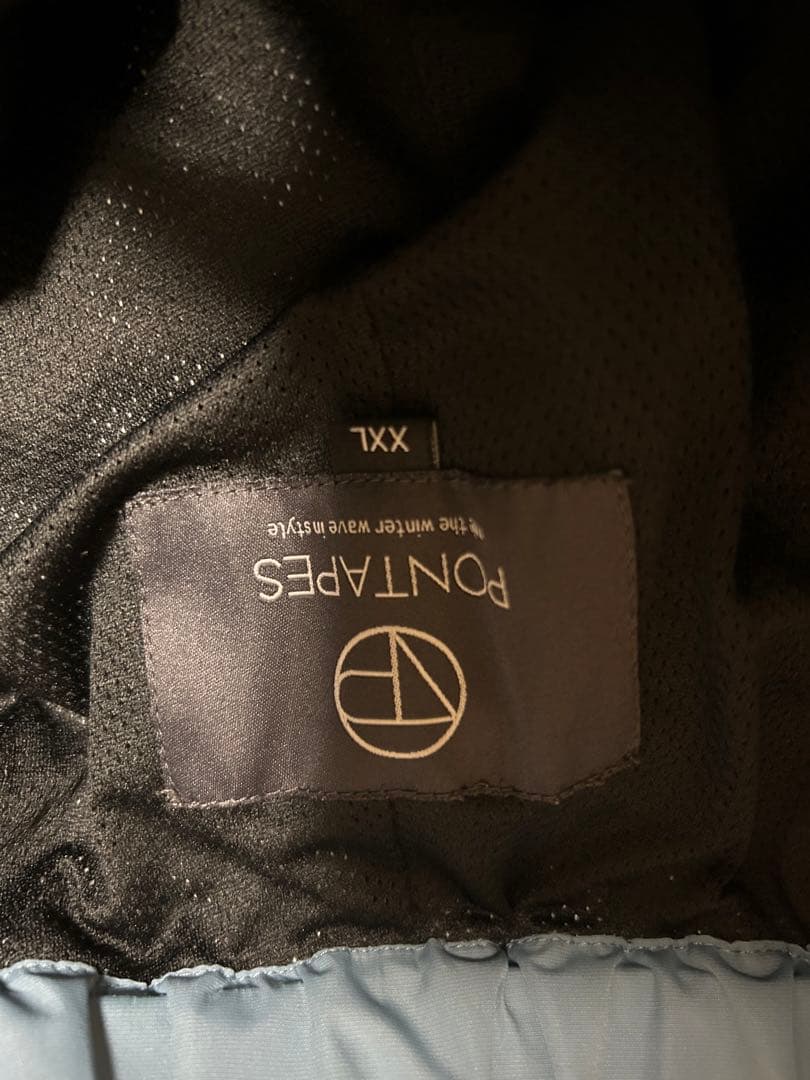 PONTAPES
the winter wave in style
XXL